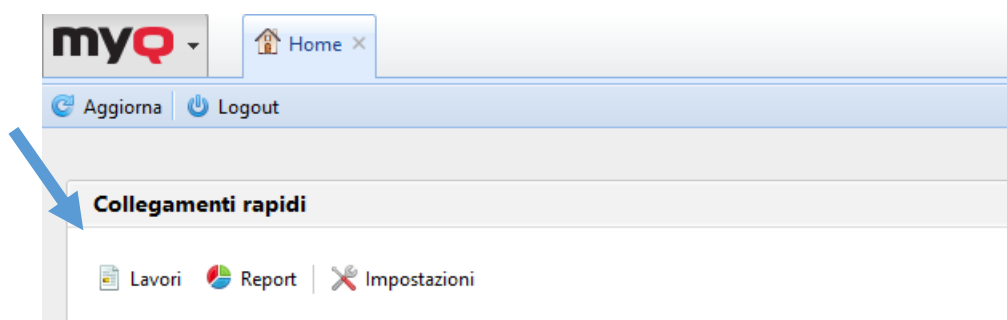 myQ
Home
Aggiorna Logout
Collegamenti rapidi
Lavori Report Impostazioni